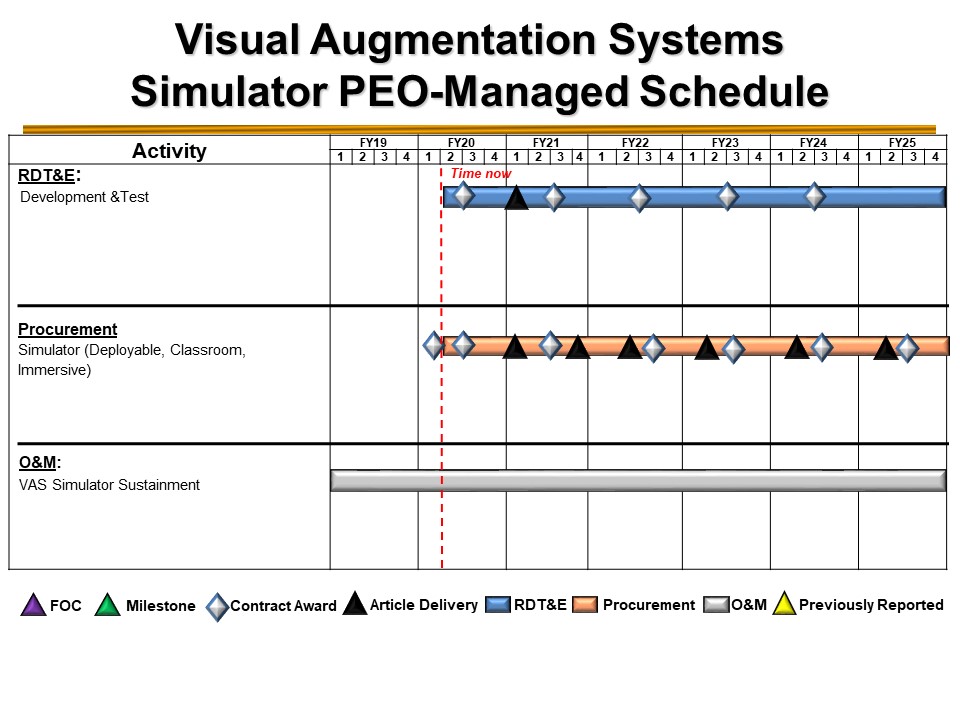 Visual Augmentation Systems
Simulator PEO-Managed Schedule
Activity
FY19 FY20 FY21 FY22 FY23 FY24 FY25
1 2 3 4 1 2 3 4 1 2 3 4 1 2 3 4 1 2 3 4 1 2 3 4 1 2 3 4
RDT&E:
Time now
Development &Test
Procurement
Simulator (Deployable, Classroom,
Immersive)
O&M:
VAS Simulator Sustainment
FOC Milestone Contract Award Article Delivery RDT&E Procurement O&M Previously Reported